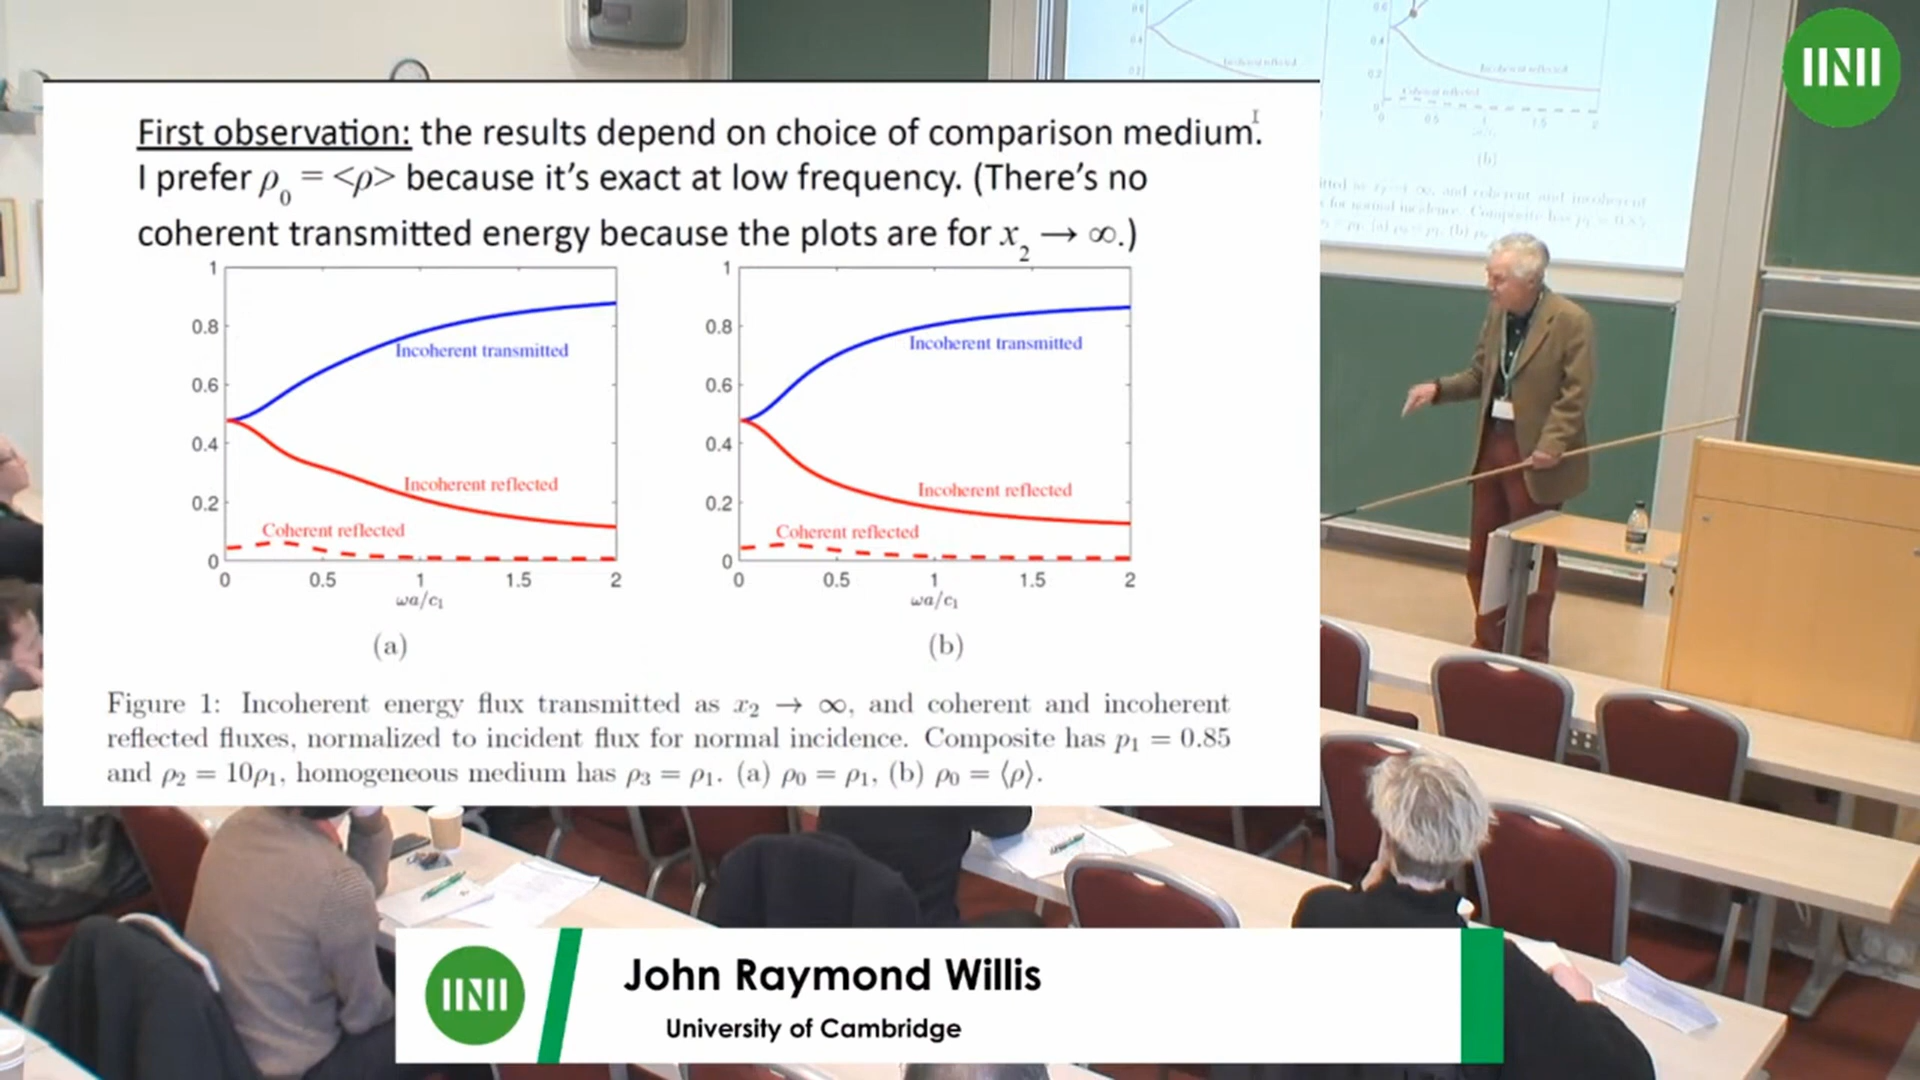 First observation: the results depend on choice of comparison medium.
I prefer ρ₀ = <ρ> because it's exact at low frequency. (There's no
coherent transmitted energy because the plots are for x₂ → ∞.)
1
0.8
0.6
0.4
0.2
0
0 0.5 1 1.5 2
ωa/c₁
Incoherent transmitted
Incoherent reflected
Coherent reflected
(a)
1
0.8
0.6
0.4
0.2
0
0 0.5 1 1.5 2
ωa/c₁
Incoherent transmitted
Incoherent reflected
Coherent reflected
(b)
Figure 1: Incoherent energy flux transmitted as x₂ → ∞, and coherent and incoherent
reflected fluxes, normalized to incident flux for normal incidence. Composite has p₁ = 0.85
and ρ₂ = 10ρ₁, homogeneous medium has ρ₃ = ρ₁. (a) ρ₀ = ρ₁, (b) ρ₀ = ⟨ρ⟩.
Incoherent reflected
Incoherent reflected
Coherent reflected
(b)
John Raymond Willis
University of Cambridge